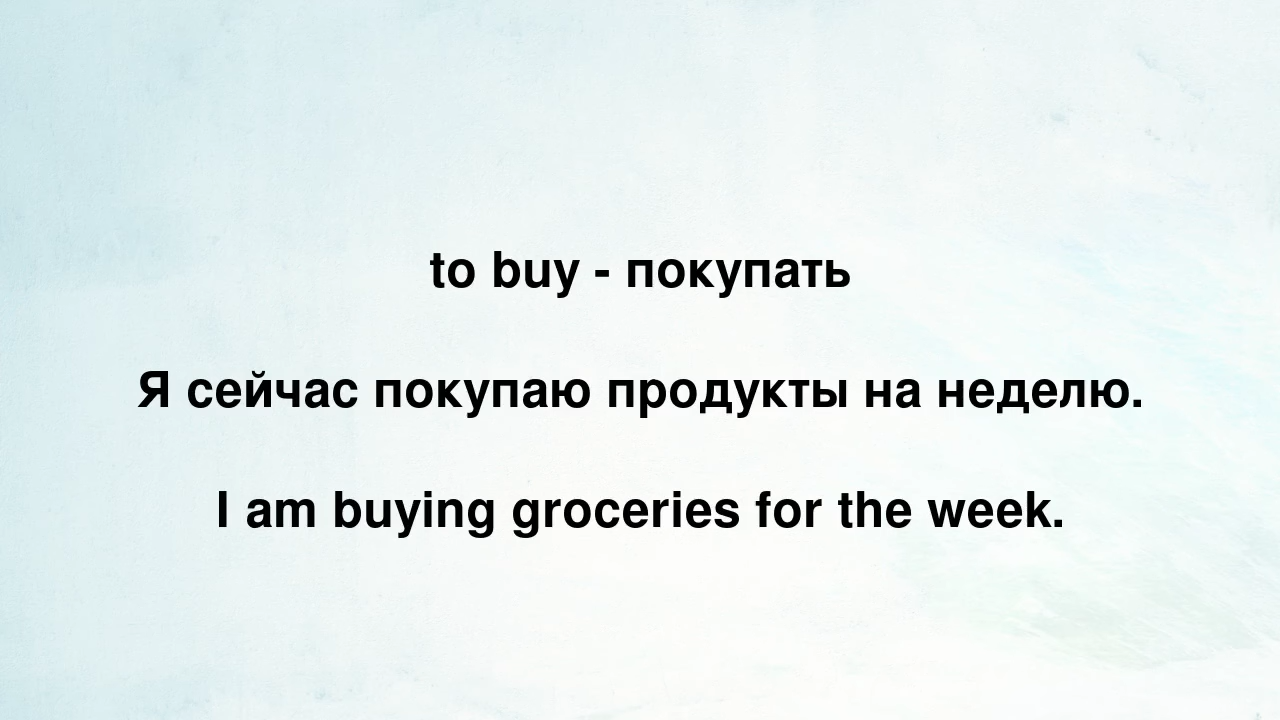 to buy - покупать
Я сейчас покупаю продукты на неделю.
I am buying groceries for the week.